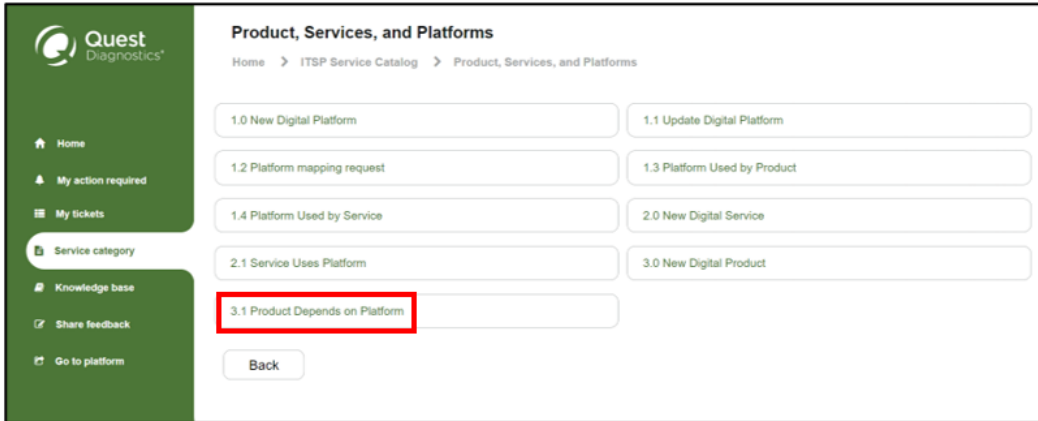 Quest
Diagnostics®
Home
My action required
My tickets
Service category
Knowledge base
Share feedback
Go to platform
Product, Services, and Platforms
Home > ITSP Service Catalog > Product, Services, and Platforms
1.0 New Digital Platform
1.1 Update Digital Platform
1.2 Platform mapping request
1.3 Platform Used by Product
1.4 Platform Used by Service
2.0 New Digital Service
2.1 Service Uses Platform
3.0 New Digital Product
3.1 Product Depends on Platform
Back